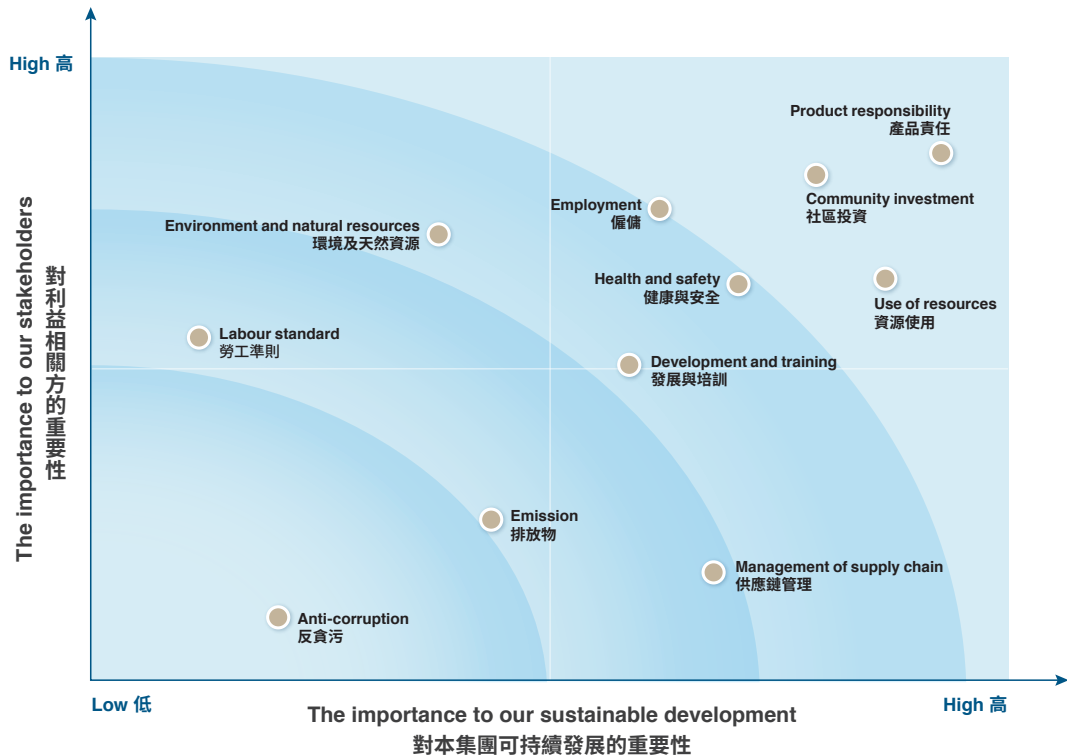 High 高
The importance to our stakeholders
對利益相關方的重要性
Product responsibility
產品責任
Community investment
社區投資
Employment
僱傭
Environment and natural resources
環境及天然資源
Health and safety
健康與安全
Use of resources
資源使用
Labour standard
勞工準則
Development and training
發展與培訓
Emission
排放物
Management of supply chain
供應鏈管理
Anti-corruption
反貪污
Low 低
High 高
The importance to our sustainable development
對本集團可持續發展的重要性